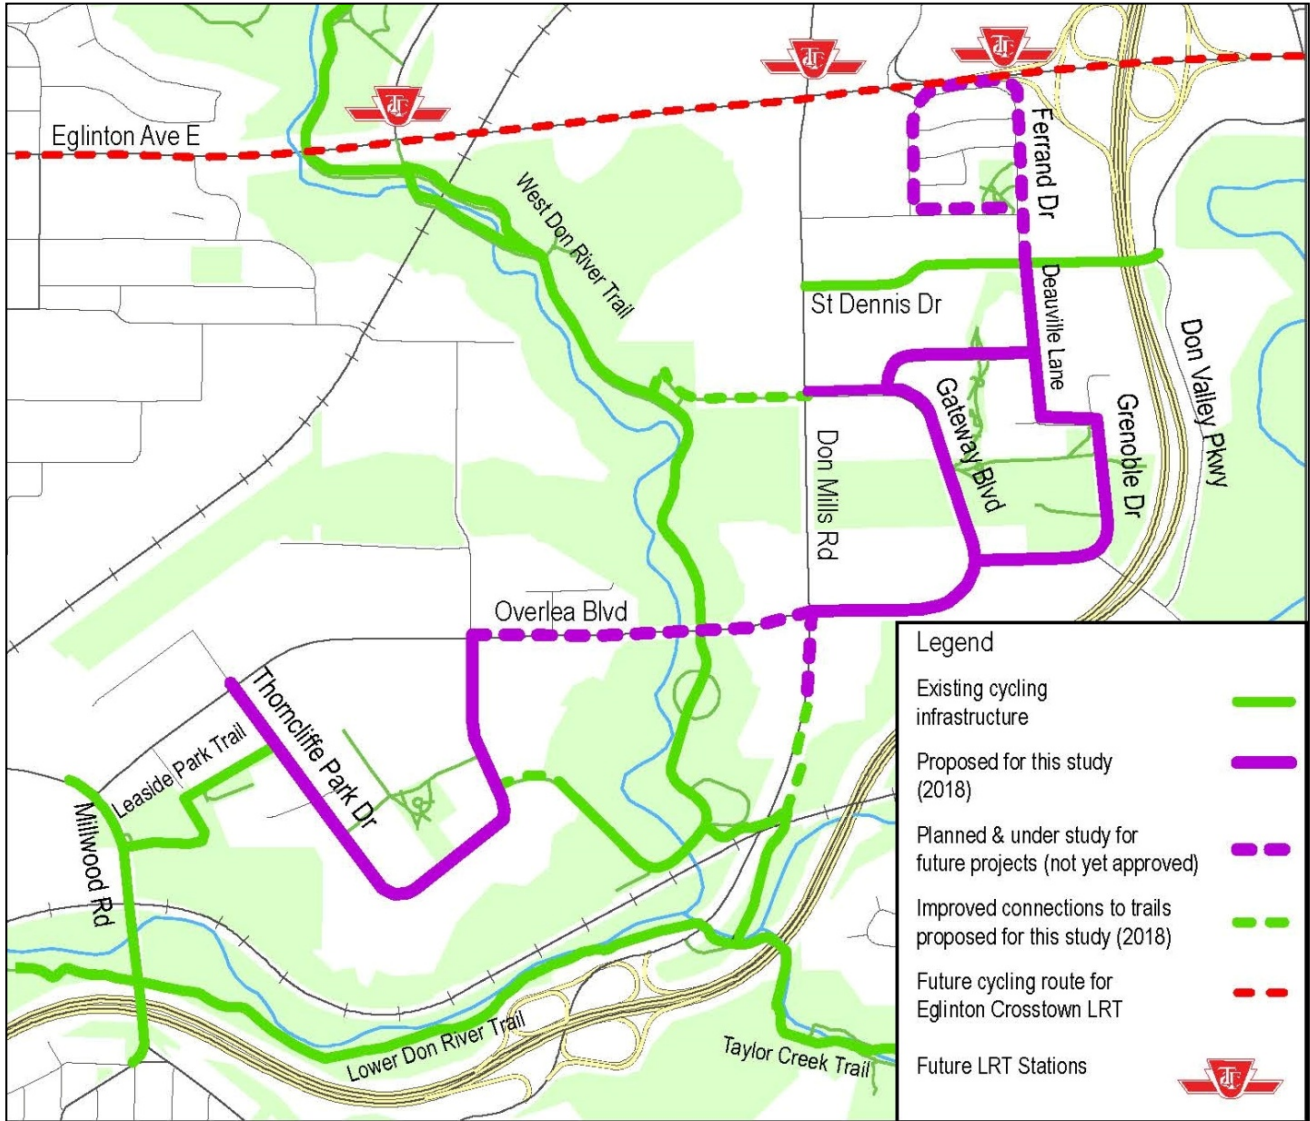 Eglinton Ave E
West Don River Trail
Ferrand Dr
St Dennis Dr
Deauville Lane
Don Valley Pkwy
Gateway Blvd
Grenoble Dr
Don Mills Rd
Overlea Blvd
Thorncliffe Park Dr
Leaside Park Trail
Millwood Rd
Lower Don River Trail
Taylor Creek Trail
Legend
Existing cycling
infrastructure
Proposed for this study
(2018)
Planned & under study for
future projects (not yet approved)
Improved connections to trails
proposed for this study (2018)
Future cycling route for
Eglinton Crosstown LRT
Future LRT Stations
TTC
TTC
TTC
TTC